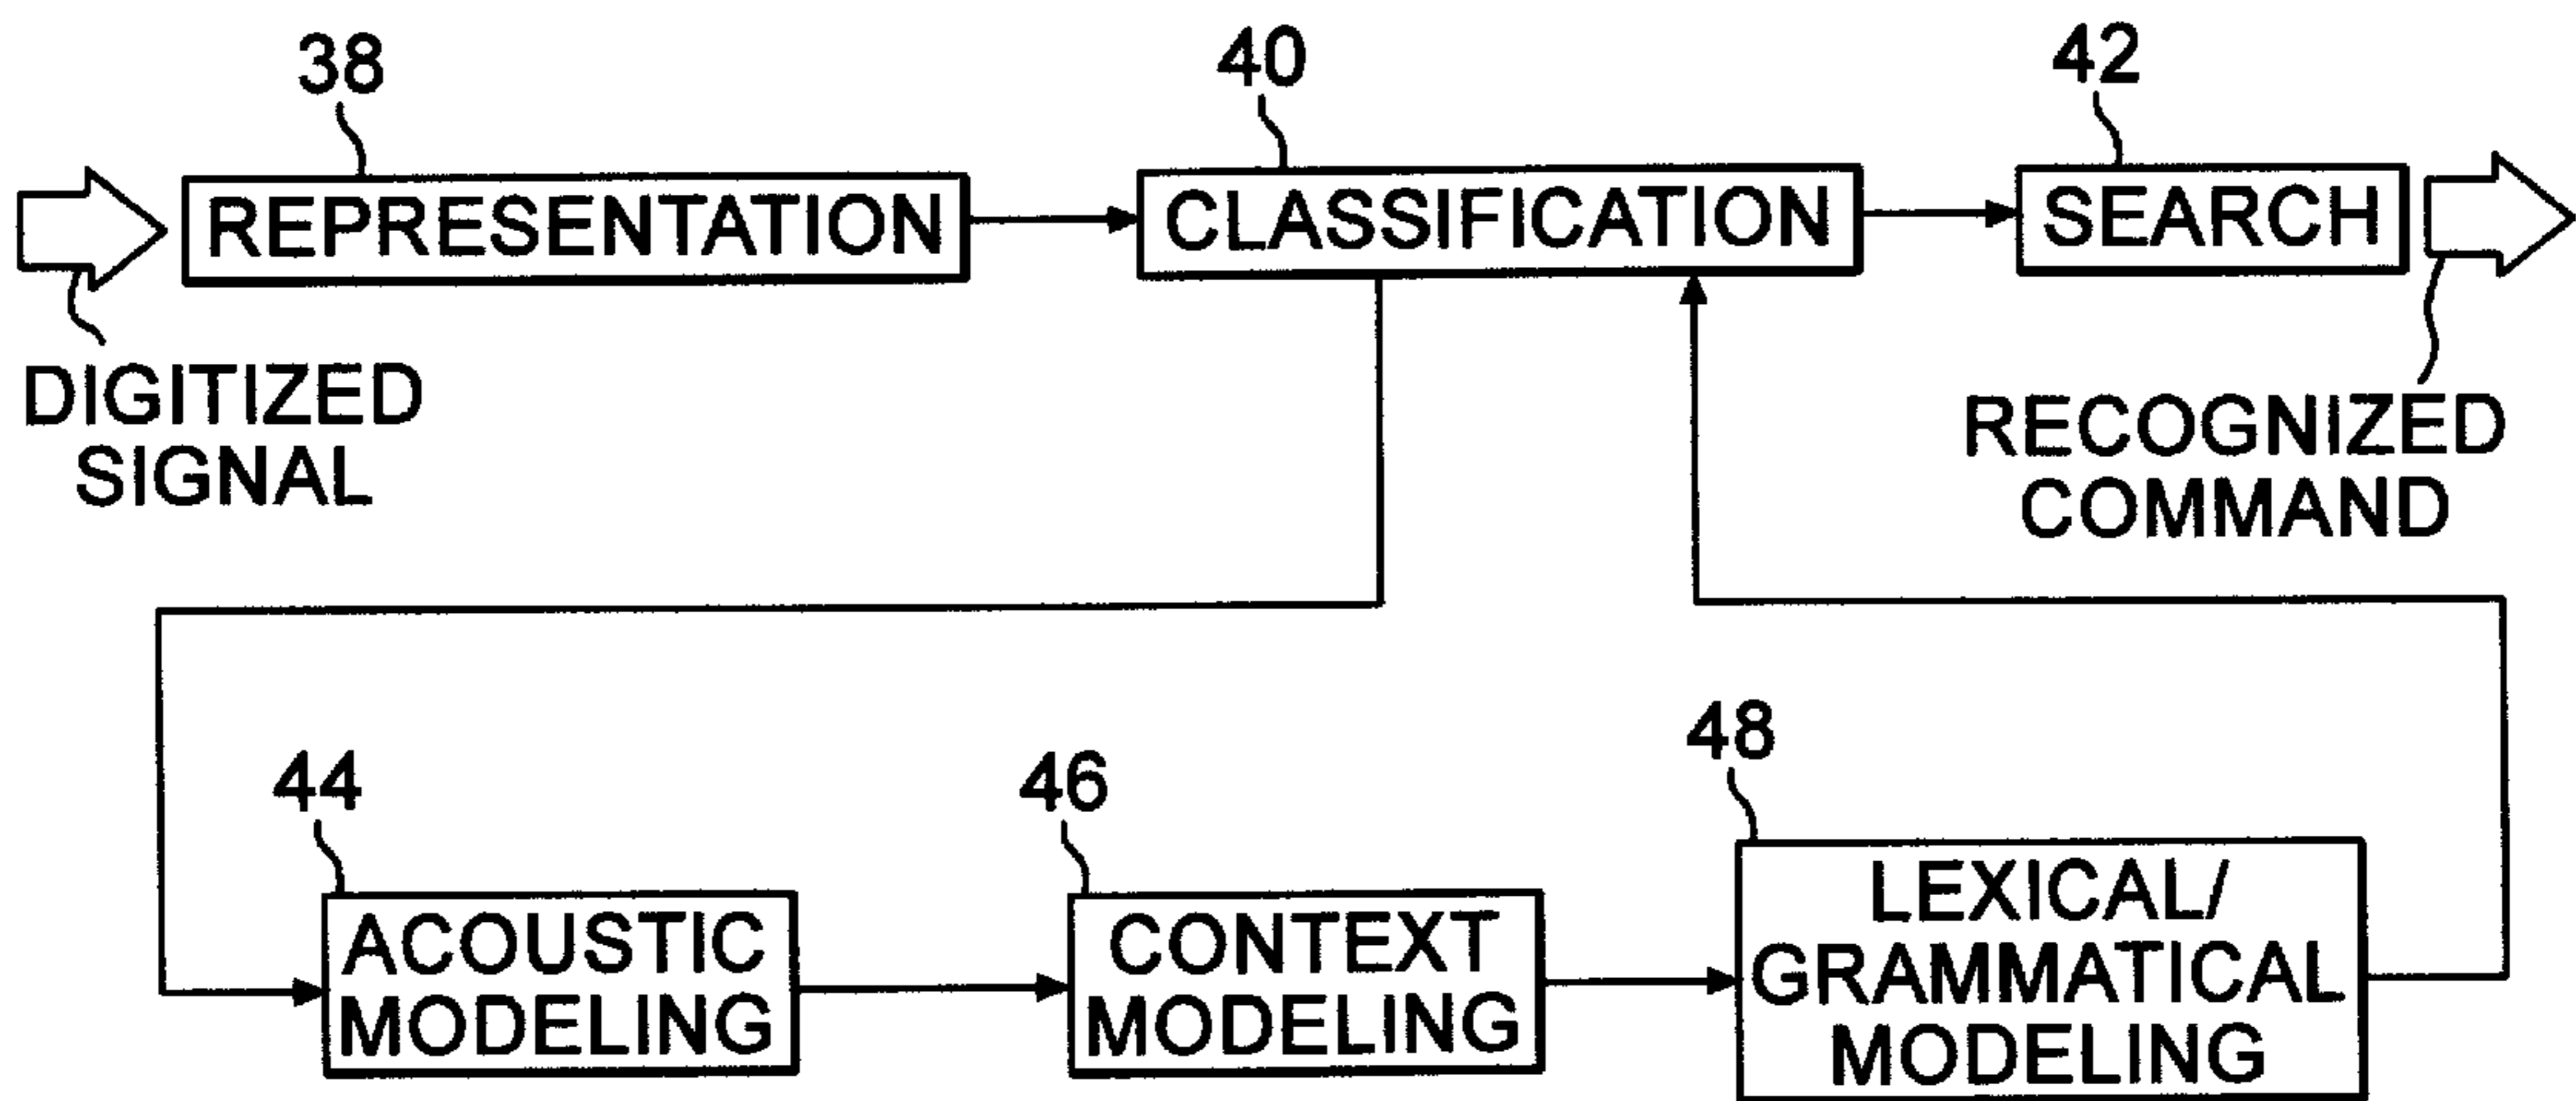 38
40
42
REPRESENTATION
CLASSIFICATION
SEARCH
DIGITIZED
SIGNAL
RECOGNIZED
COMMAND
44
46
48
ACOUSTIC
MODELING
CONTEXT
MODELING
LEXICAL/
GRAMMATICAL
MODELING